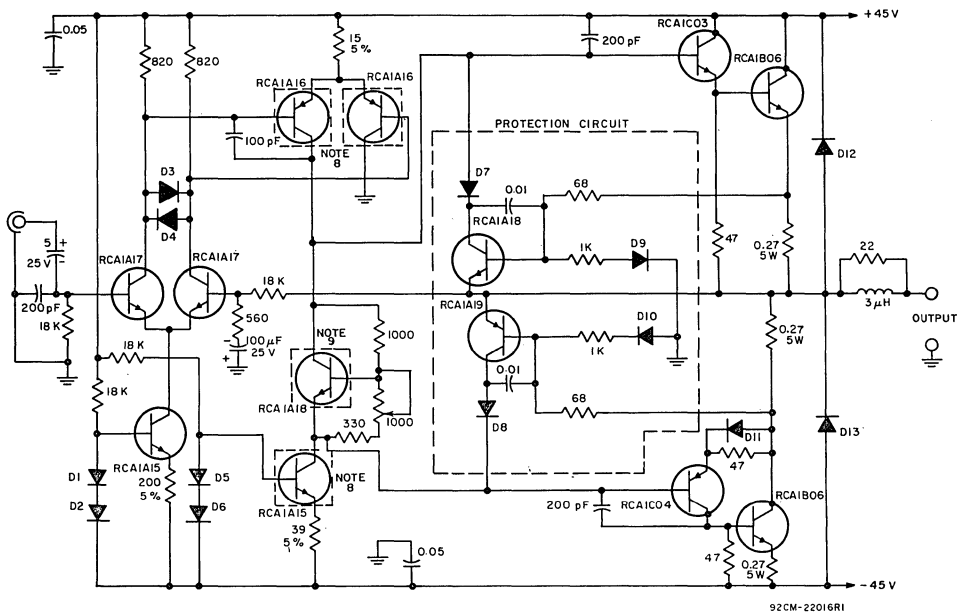 +45V
0.05
820
820
15
5%
200 pF
RCA1C03
RCA1B06
RCA1A16
RCA1A16
100 pF
NOTE
8
PROTECTION CIRCUIT
D12
D3
D4
D7
0.01
68
RCA1A18
5
+
25 V
RCA1A17
RCA1A17
1K
D9
47
0.27
5W
22
200pF
18K
18 K
3 μH
OUTPUT
RCA1A19
D10
560
-
100 μF
+
25 V
NOTE
9
1000
1K
0.27
5W
18 K
18 K
0.01
RCA1A18
1000
330
D8
68
D13
D11
RCA1A15
200
5%
D1
D2
D5
D6
NOTE
8
RCA1A15
39
5%
47
RCA1C04
RCA1B06
200 pF
47
0.27
5W
0.05
-45V
92CM-22016R1